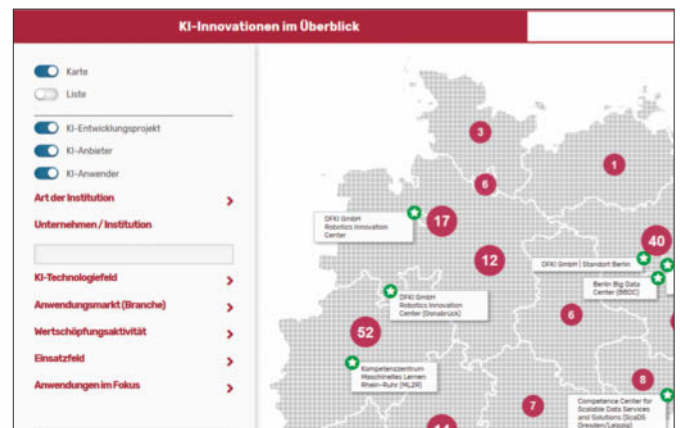 KI-Innovationen im Überblick
Karte
Liste
KI-Entwicklungsprojekt
KI-Anbieter
KI-Anwender
Art der Institution
Unternehmen / Institution
KI-Technologiefeld
Anwendungsmarkt (Branche)
Wertschöpfungsaktivität
Einsatzfeld
Anwendungen im Fokus
3
1
6
DFKI GmbH
Robotics Innovation
Center
17
40
12
DFKI GmbH | Standort Berlin
Berlin Big Data
Center (BBDC)
DFKI GmbH
Robotics Innovation
Center (Osnabrück)
6
52
Kompetenzzentrum
Maschinelles Lernen
Rhein-Ruhr (ML2R)
8
7
Competence Center for
Scalable Data Services
and Solutions (ScaDS
Dresden/Leipzig)